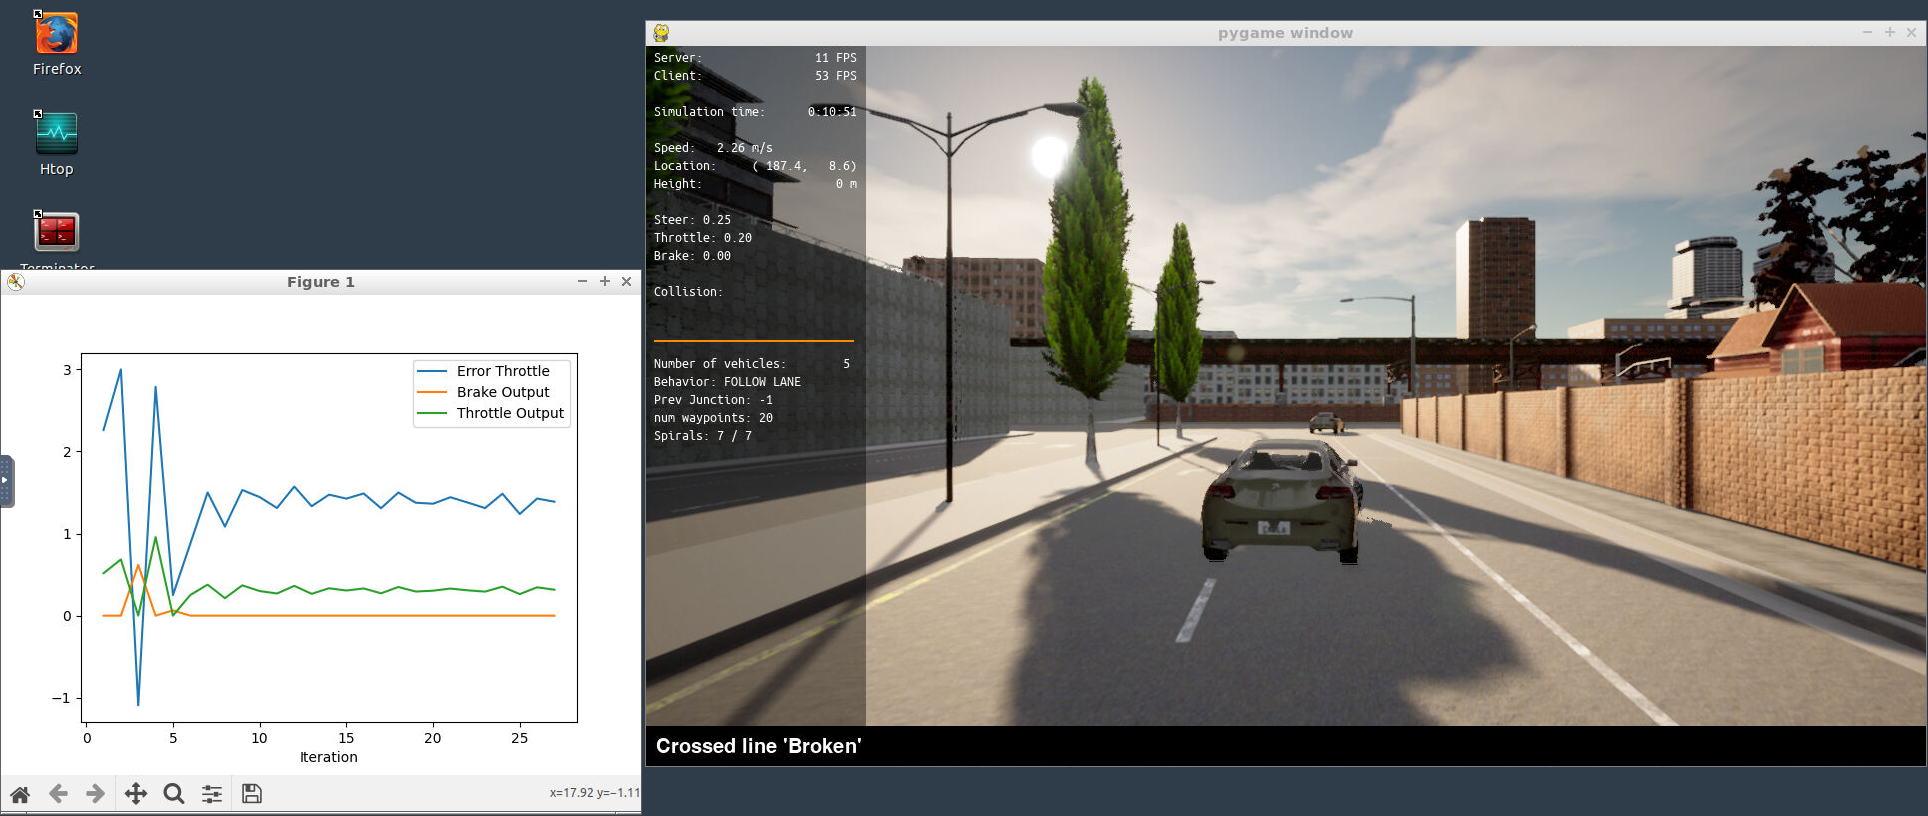 Firefox
Htop
Figure 1
3
2
1
0
−1
0 5 10 15 20 25
Iteration
Error Throttle
Brake Output
Throttle Output
x=17.92 y=−1.11
pygame window
Server: 11 FPS
Client: 53 FPS
Simulation time: 0:10:51
Speed: 2.26 m/s
Location: ( 187.4, 8.6)
Height: 0 m
Steer: 0.25
Throttle: 0.20
Brake: 0.00
Collision:
Number of vehicles: 5
Behavior: FOLLOW LANE
Prev Junction: -1
num waypoints: 20
Spirals: 7 / 7
Crossed line 'Broken'